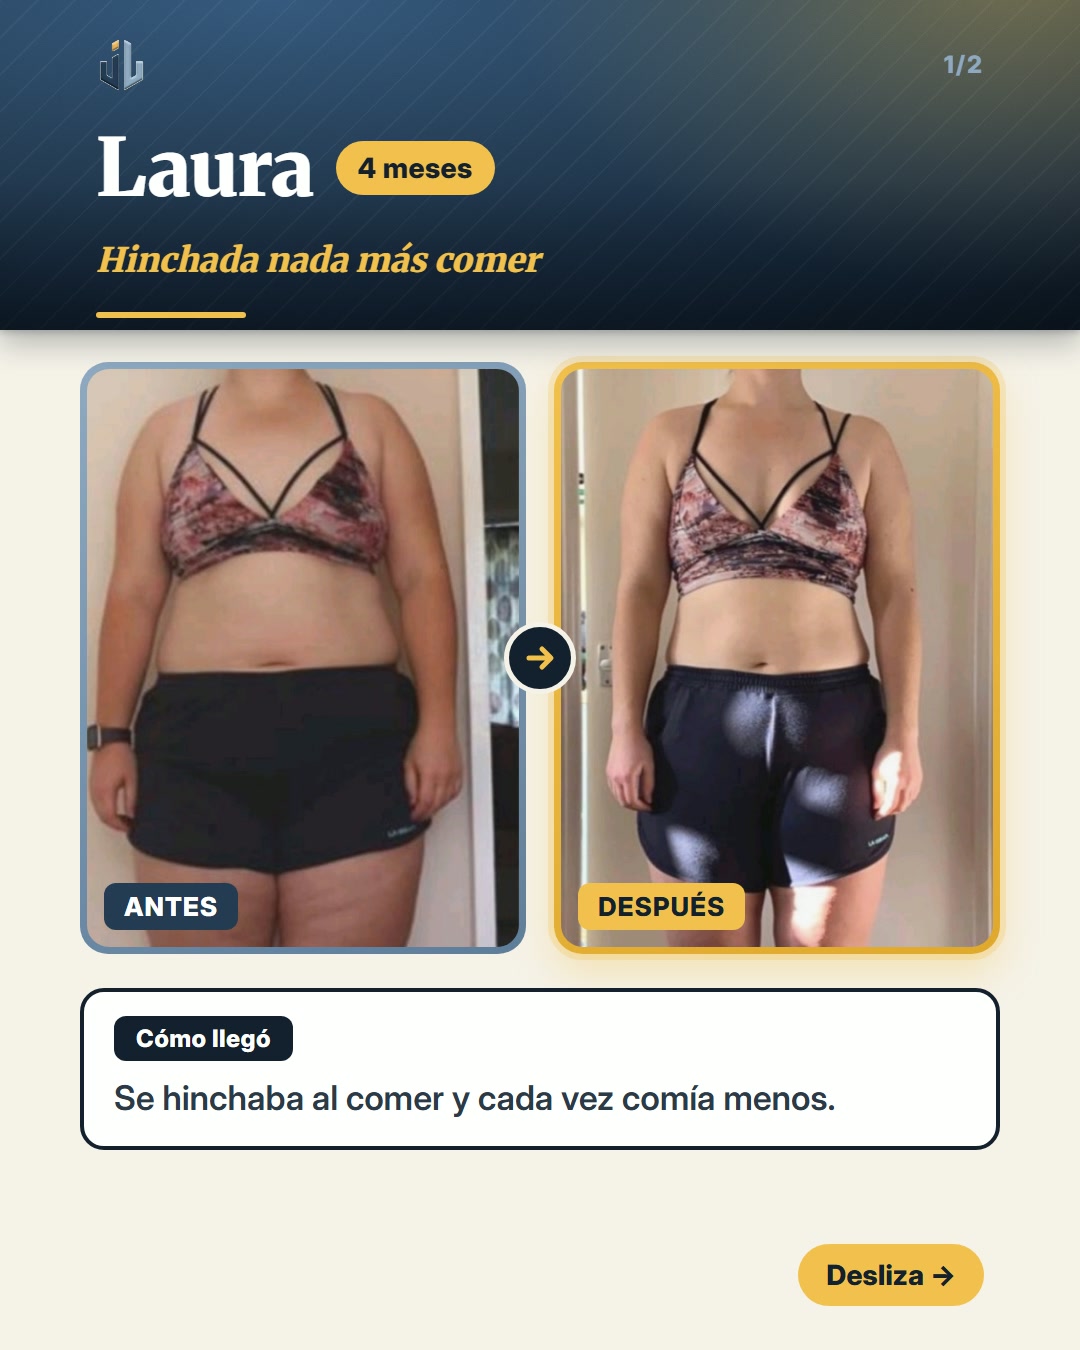 1/2
Laura
4 meses
Hinchada nada más comer
ANTES
DESPUÉS
Cómo llegó
Se hinchaba al comer y cada vez comía menos.
Desliza →